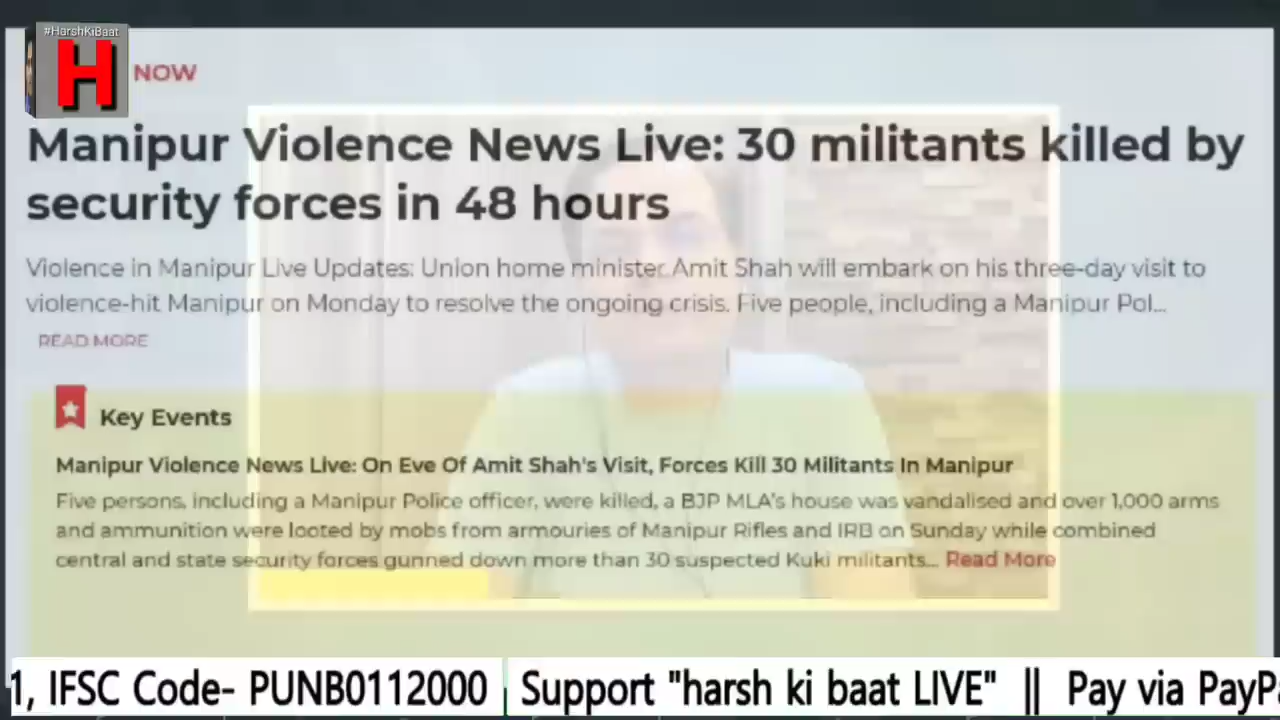 #HarshKiBaat
H
NOW
Manipur Violence News Live: 30 militants killed by
security forces in 48 hours
Violence in Manipur Live Updates: Union home minister Amit Shah will embark on his three-day visit to
violence-hit Manipur on Monday to resolve the ongoing crisis. Five people, including a Manipur Pol...
READ MORE
Key Events
Manipur Violence News Live: On Eve Of Amit Shah's Visit, Forces Kill 30 Militants In Manipur
Five persons, including a Manipur Police officer, were killed, a BJP MLA's house was vandalised and over 1,000 arms
and ammunition were looted by mobs from armouries of Manipur Rifles and IRB on Sunday while combined
central and state security forces gunned down more than 30 suspected Kuki militants... Read More
1, IFSC Code- PUNB0112000 Support "harsh ki baat LIVE" || Pay via PayP